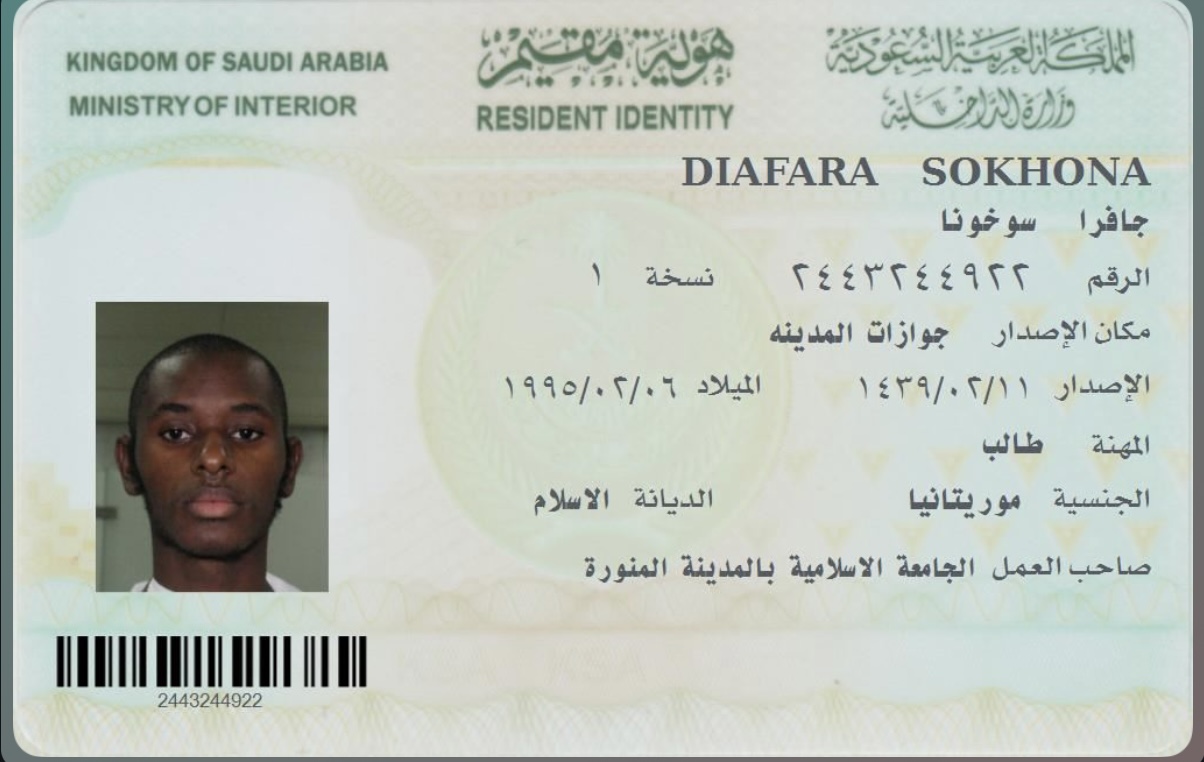 KINGDOM OF SAUDI ARABIA
MINISTRY OF INTERIOR
هوية مقيم
RESIDENT IDENTITY
المملكة العربية السعودية
وزارة الداخلية
DIAFARA SOKHONA
جافرا سوخونا
الرقم ٢٤٤٣٢٤٤٩٢٢ نسخة ١
مكان الإصدار جوازات المدينه
الإصدار ١٤٣٩/٠٢/١١ الميلاد ١٩٩٥/٠٢/٠٦
المهنة طالب
الجنسية موريتانيا الديانة الاسلام
صاحب العمل الجامعة الاسلامية بالمدينة المنورة
2443244922